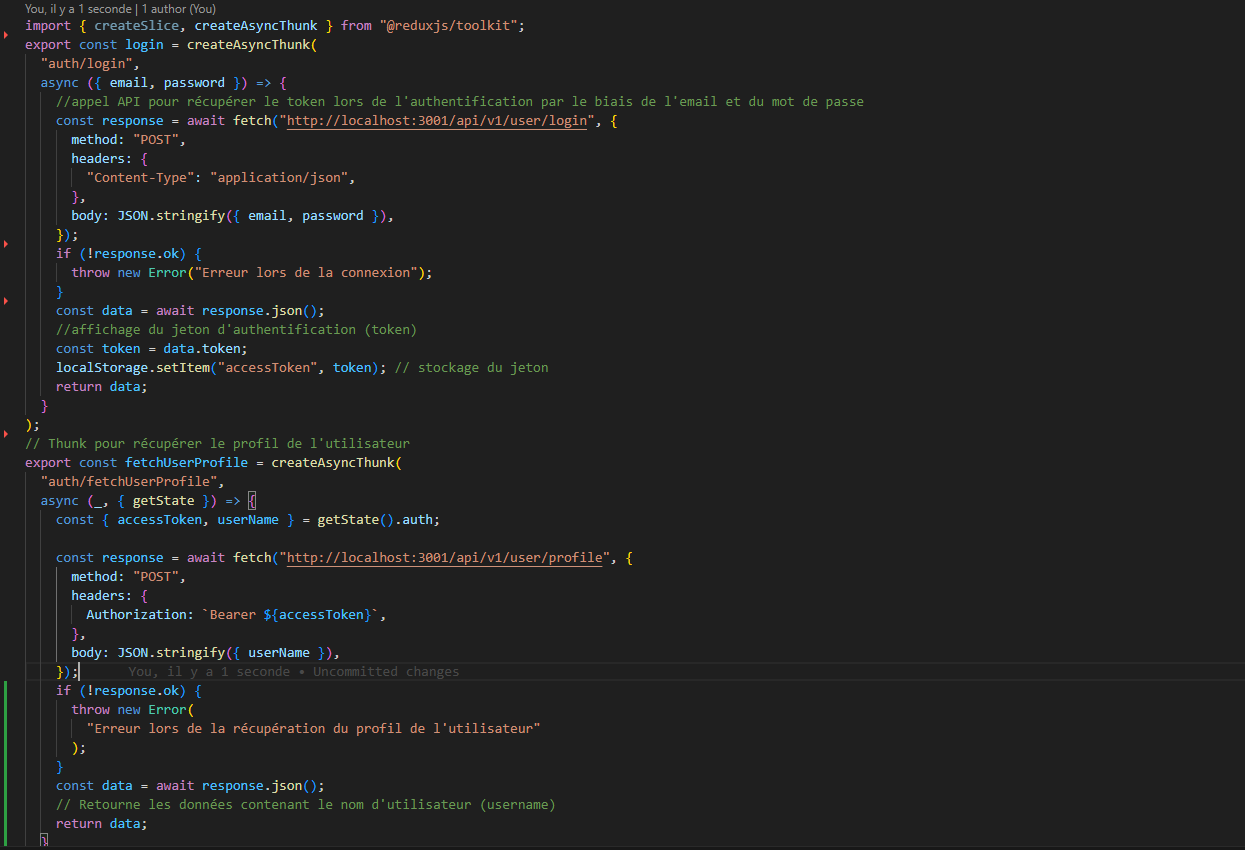 You, il y a 1 seconde | 1 author (You)
import { createSlice, createAsyncThunk } from "@reduxjs/toolkit";
export const login = createAsyncThunk(
  "auth/login",
  async ({ email, password }) => {
    //appel API pour récupérer le token lors de l'authentification par le biais de l'email et du mot de passe
    const response = await fetch("http://localhost:3001/api/v1/user/login", {
      method: "POST",
      headers: {
        "Content-Type": "application/json",
      },
      body: JSON.stringify({ email, password }),
    });
    if (!response.ok) {
      throw new Error("Erreur lors de la connexion");
    }
    const data = await response.json();
    //affichage du jeton d'authentification (token)
    const token = data.token;
    localStorage.setItem("accessToken", token); // stockage du jeton
    return data;
  }
);
// Thunk pour récupérer le profil de l'utilisateur
export const fetchUserProfile = createAsyncThunk(
  "auth/fetchUserProfile",
  async (_, { getState }) => {
    const { accessToken, userName } = getState().auth;
    const response = await fetch("http://localhost:3001/api/v1/user/profile", {
      method: "POST",
      headers: {
        Authorization: `Bearer ${accessToken}`,
      },
      body: JSON.stringify({ userName }),
    }); You, il y a 1 seconde • Uncommitted changes
    if (!response.ok) {
      throw new Error(
        "Erreur lors de la récupération du profil de l'utilisateur"
      );
    }
    const data = await response.json();
    // Retourne les données contenant le nom d'utilisateur (username)
    return data;
  }